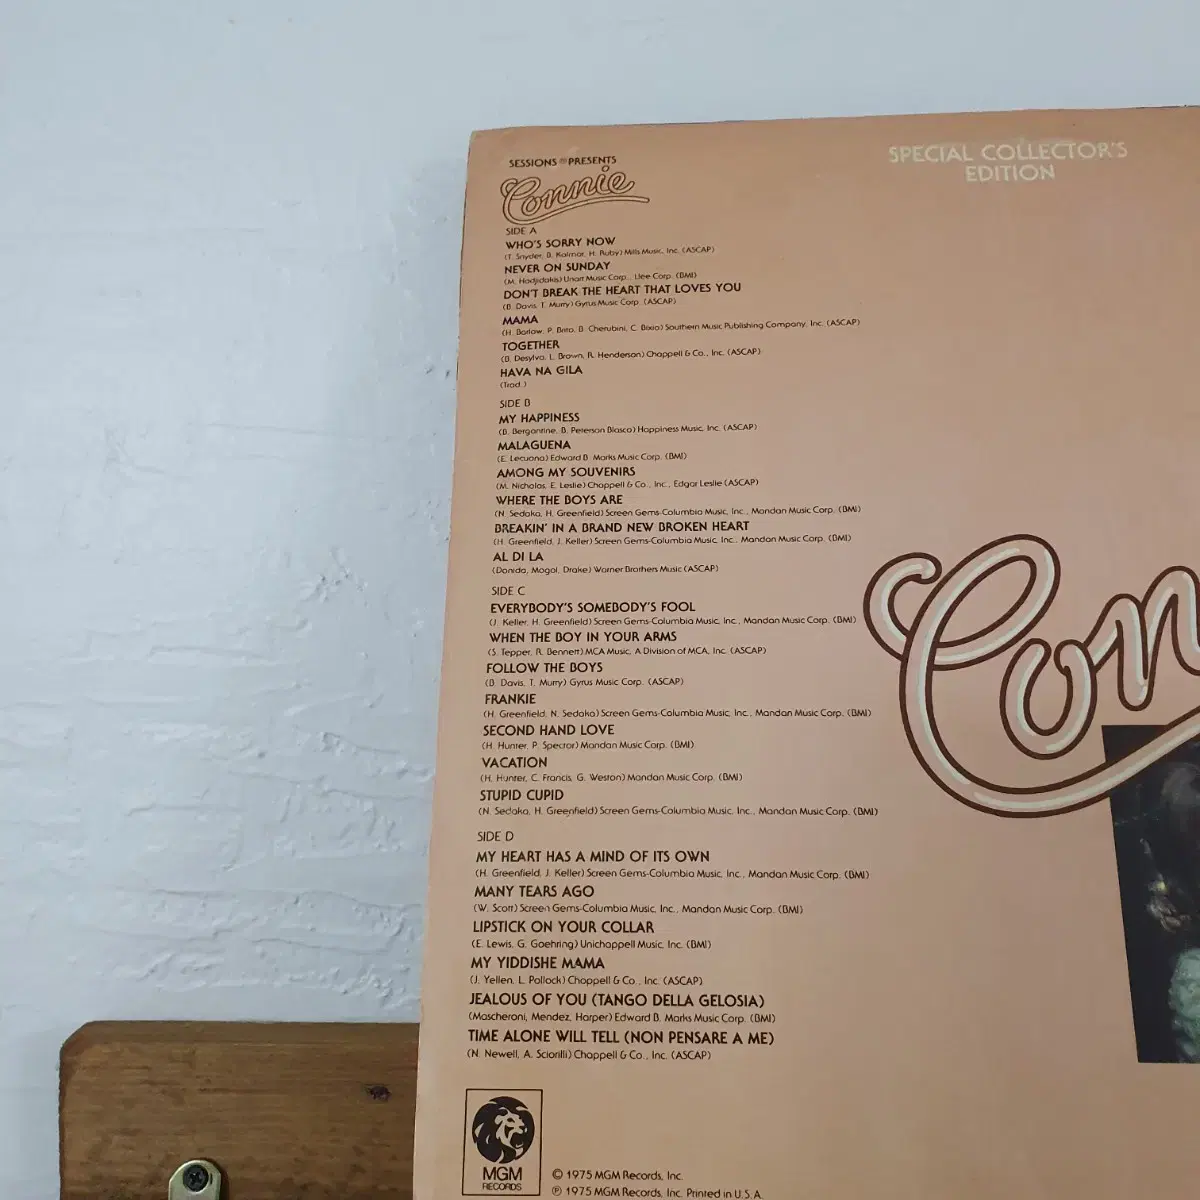 SESSIONS PRESENTS
Connie
SPECIAL COLLECTOR'S
EDITION
SIDE A
WHO'S SORRY NOW
(T. Snyder, B. Kalmar, H. Ruby) Mills Music, Inc. (ASCAP)
NEVER ON SUNDAY
(M. Hadjidakis) Unart Music Corp., Llee Corp. (BMI)
DON'T BREAK THE HEART THAT LOVES YOU
(B. Davis, T. Murry) Gyrus Music Corp. (ASCAP)
MAMA
(H. Barlow, P. Brito, B. Cherubini, C. Bixio) Southern Music Publishing Company, Inc. (ASCAP)
TOGETHER
(B. Desylva, L. Brown, R. Henderson) Chappell & Co., Inc. (ASCAP)
HAVA NA GILA
(Trad.)
SIDE B
MY HAPPINESS
(B. Bergantine, B. Peterson Blasco) Happiness Music, Inc. (ASCAP)
MALAGUENA
(E. Lecuona) Edward B. Marks Music Corp. (BMI)
AMONG MY SOUVENIRS
(M. Nicholas, E. Leslie) Chappell & Co., Inc., Edgar Leslie (ASCAP)
WHERE THE BOYS ARE
(N. Sedaka, H. Greenfield) Screen Gems-Columbia Music, Inc., Mandan Music Corp. (BMI)
BREAKIN' IN A BRAND NEW BROKEN HEART
(H. Greenfield, J. Keller) Screen Gems-Columbia Music, Inc., Mandan Music Corp. (BMI)
AL DI LA
(Donida, Mogol, Drake) Warner Brothers Music (ASCAP)
SIDE C
EVERYBODY'S SOMEBODY'S FOOL
(J. Keller, H. Greenfield) Screen Gems-Columbia Music, Inc., Mandan Music Corp. (BMI)
WHEN THE BOY IN YOUR ARMS
(S. Tepper, R. Bennett) MCA Music, A Division of MCA, Inc. (ASCAP)
FOLLOW THE BOYS
(B. Davis, T. Murry) Gyrus Music Corp. (ASCAP)
FRANKIE
(H. Greenfield, N. Sedaka) Screen Gems-Columbia Music, Inc., Mandan Music Corp. (BMI)
SECOND HAND LOVE
(H. Hunter, P. Spector) Mandan Music Corp. (BMI)
VACATION
(H. Hunter, C. Francis, G. Weston) Mandan Music Corp. (BMI)
STUPID CUPID
(N. Sedaka, H. Greenfield) Screen Gems-Columbia Music, Inc., Mandan Music Corp. (BMI)
SIDE D
MY HEART HAS A MIND OF ITS OWN
(H. Greenfield, J. Keller) Screen Gems-Columbia Music, Inc., Mandan Music Corp. (BMI)
MANY TEARS AGO
(W. Scott) Screen Gems-Columbia Music, Inc., Mandan Music Corp. (BMI)
LIPSTICK ON YOUR COLLAR
(E. Lewis, G. Goehring) Unichappell Music, Inc. (BMI)
MY YIDDISHE MAMA
(J. Yellen, L. Pollock) Chappell & Co., Inc. (ASCAP)
JEALOUS OF YOU (TANGO DELLA GELOSIA)
(Mascheroni, Mendez, Harper) Edward B. Marks Music Corp. (BMI)
TIME ALONE WILL TELL (NON PENSARE A ME)
(N. Newell, A. Sciorilli) Chappell & Co., Inc. (ASCAP)
Con
MGM
RECORDS
© 1975 MGM Records, Inc.
℗ 1975 MGM Records, Inc. Printed in U.S.A.